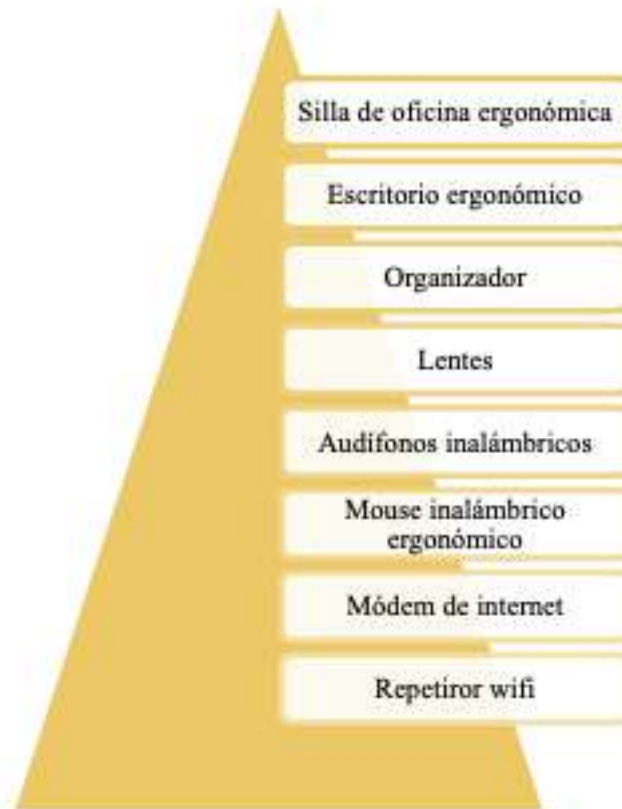 Silla de oficina ergonómica
Escritorio ergonómico
Organizador
Lentes
Audífonos inalámbricos
Mouse inalámbrico
ergonómico
Módem de internet
Repetiror wifi